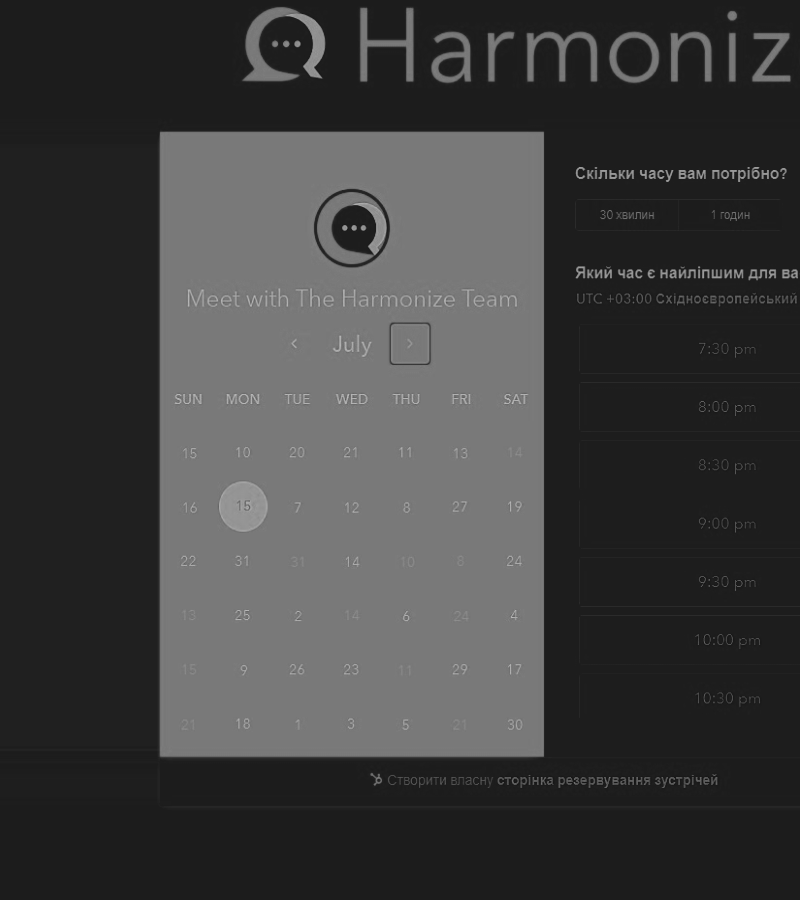 Harmoniz
Meet with The Harmonize Team
July
SUN MON TUE WED THU FRI SAT
15 10 20 21 11 13 14
16 15 7 12 8 27 19
22 31 31 14 10 8 24
13 25 2 14 6 24 4
15 9 26 23 11 29 17
21 18 1 3 5 21 30
Скільки часу вам потрібно?
30 хвилин 1 годин
Який час є найліпшим для ва
UTC +03:00 Східноєвропейський
7:30 pm
8:00 pm
8:30 pm
9:00 pm
9:30 pm
10:00 pm
10:30 pm
Створити власну сторінка резервування зустрічей